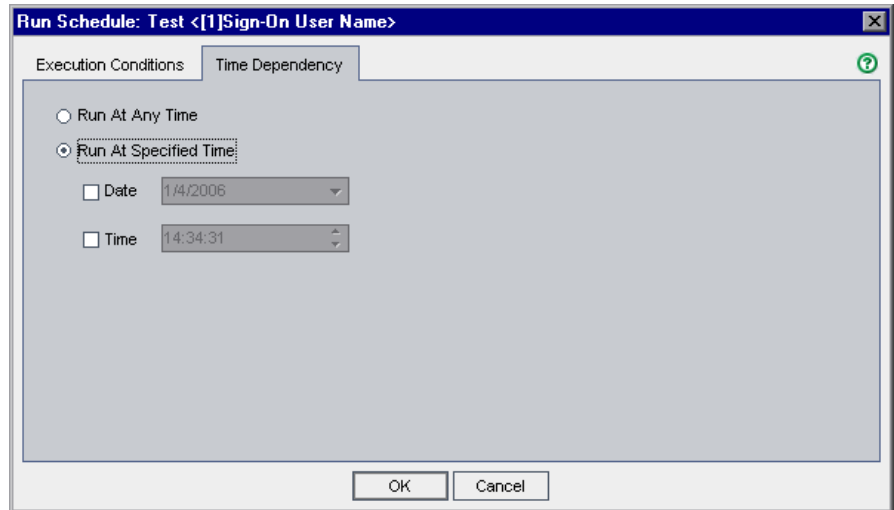 Run Schedule: Test <[1]Sign-On User Name>
Execution Conditions Time Dependency
Run At Any Time
Run At Specified Time
Date 1/4/2006
Time 14:34:31
OK Cancel